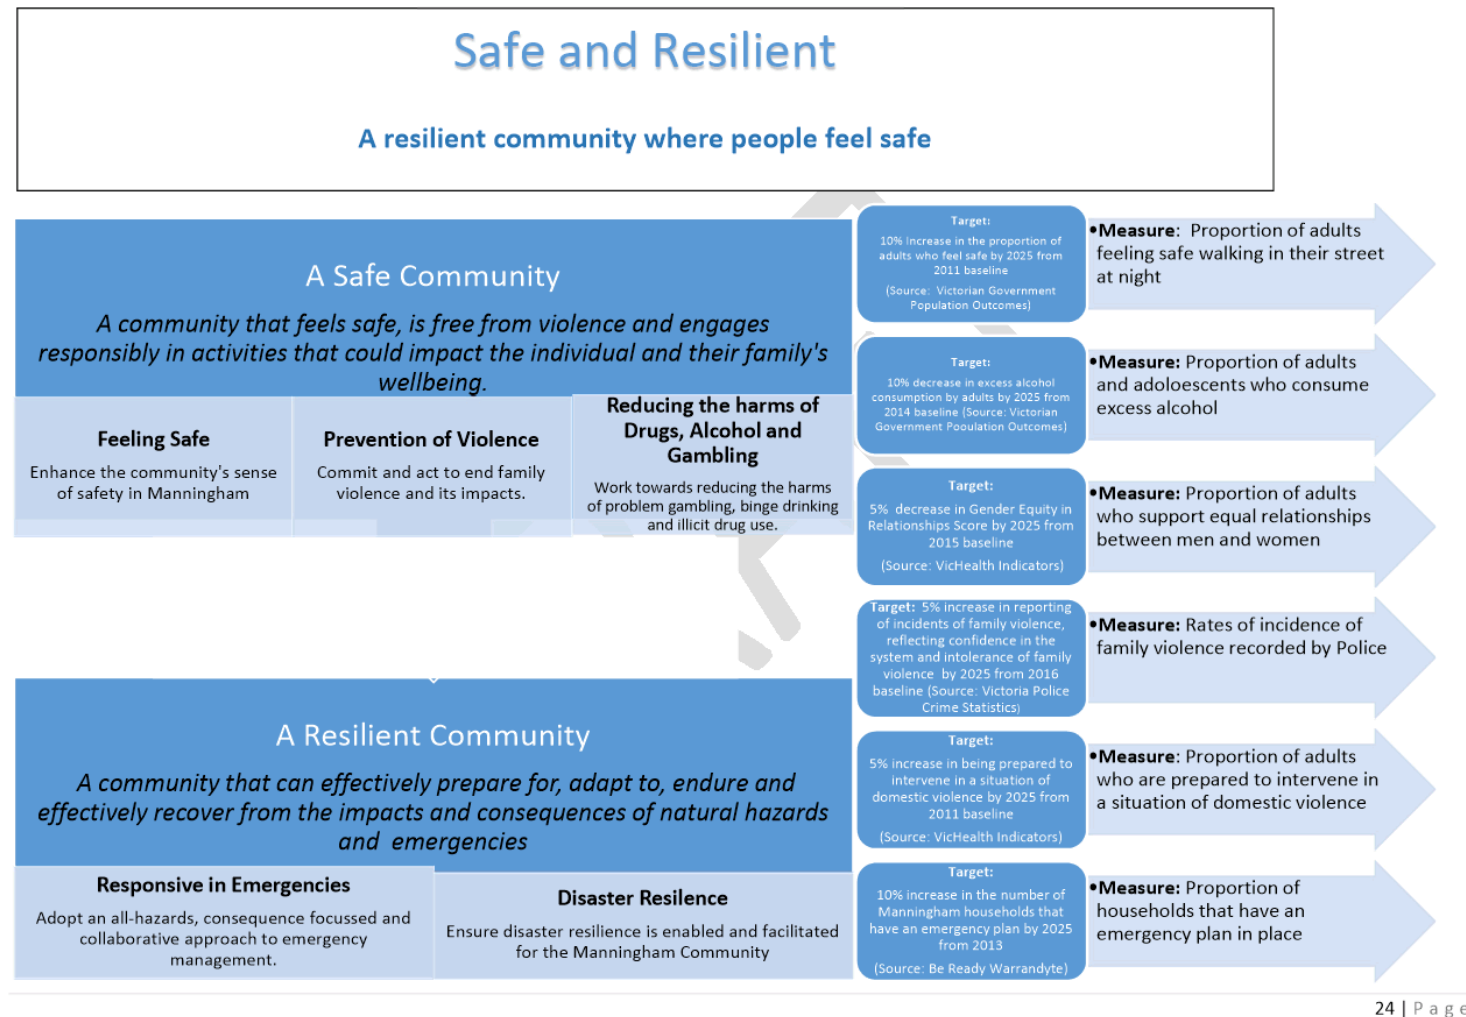 Safe and Resilient
A resilient community where people feel safe
A Safe Community
A community that feels safe, is free from violence and engages
responsibly in activities that could impact the individual and their family's
wellbeing.
Feeling Safe
Enhance the community's sense
of safety in Manningham
Prevention of Violence
Commit and act to end family
violence and its impacts.
Reducing the harms of
Drugs, Alcohol and
Gambling
Work towards reducing the harms
of problem gambling, binge drinking
and illicit drug use.
A Resilient Community
A community that can effectively prepare for, adapt to, endure and
effectively recover from the impacts and consequences of natural hazards
and emergencies
Responsive in Emergencies
Adopt an all-hazards, consequence focussed and
collaborative approach to emergency
management.
Disaster Resilence
Ensure disaster resilience is enabled and facilitated
for the Manningham Community
Target:
10% Increase in the proportion of
adults who feel safe by 2025 from
2011 baseline
(Source: Victorian Government
Population Outcomes)
•Measure: Proportion of adults
feeling safe walking in their street
at night
Target:
10% decrease in excess alcohol
consumption by adults by 2025 from
2014 baseline (Source: Victorian
Government Pooulation Outcomes)
•Measure: Proportion of adults
and adoloescents who consume
excess alcohol
Target:
5% decrease in Gender Equity in
Relationships Score by 2025 from
2015 baseline
(Source: VicHealth Indicators)
•Measure: Proportion of adults
who support equal relationships
between men and women
Target: 5% increase in reporting
of incidents of family violence,
reflecting confidence in the
system and intolerance of family
violence by 2025 from 2016
baseline (Source: Victoria Police
Crime Statistics)
•Measure: Rates of incidence of
family violence recorded by Police
Target:
5% increase in being prepared to
intervene in a situation of
domestic violence by 2025 from
2011 baseline
(Source: VicHealth Indicators)
•Measure: Proportion of adults
who are prepared to intervene in
a situation of domestic violence
Target:
10% increase in the number of
Manningham households that
have an emergency plan by 2025
from 2013
(Source: Be Ready Warrandyte)
•Measure: Proportion of
households that have an
emergency plan in place
24 | Page